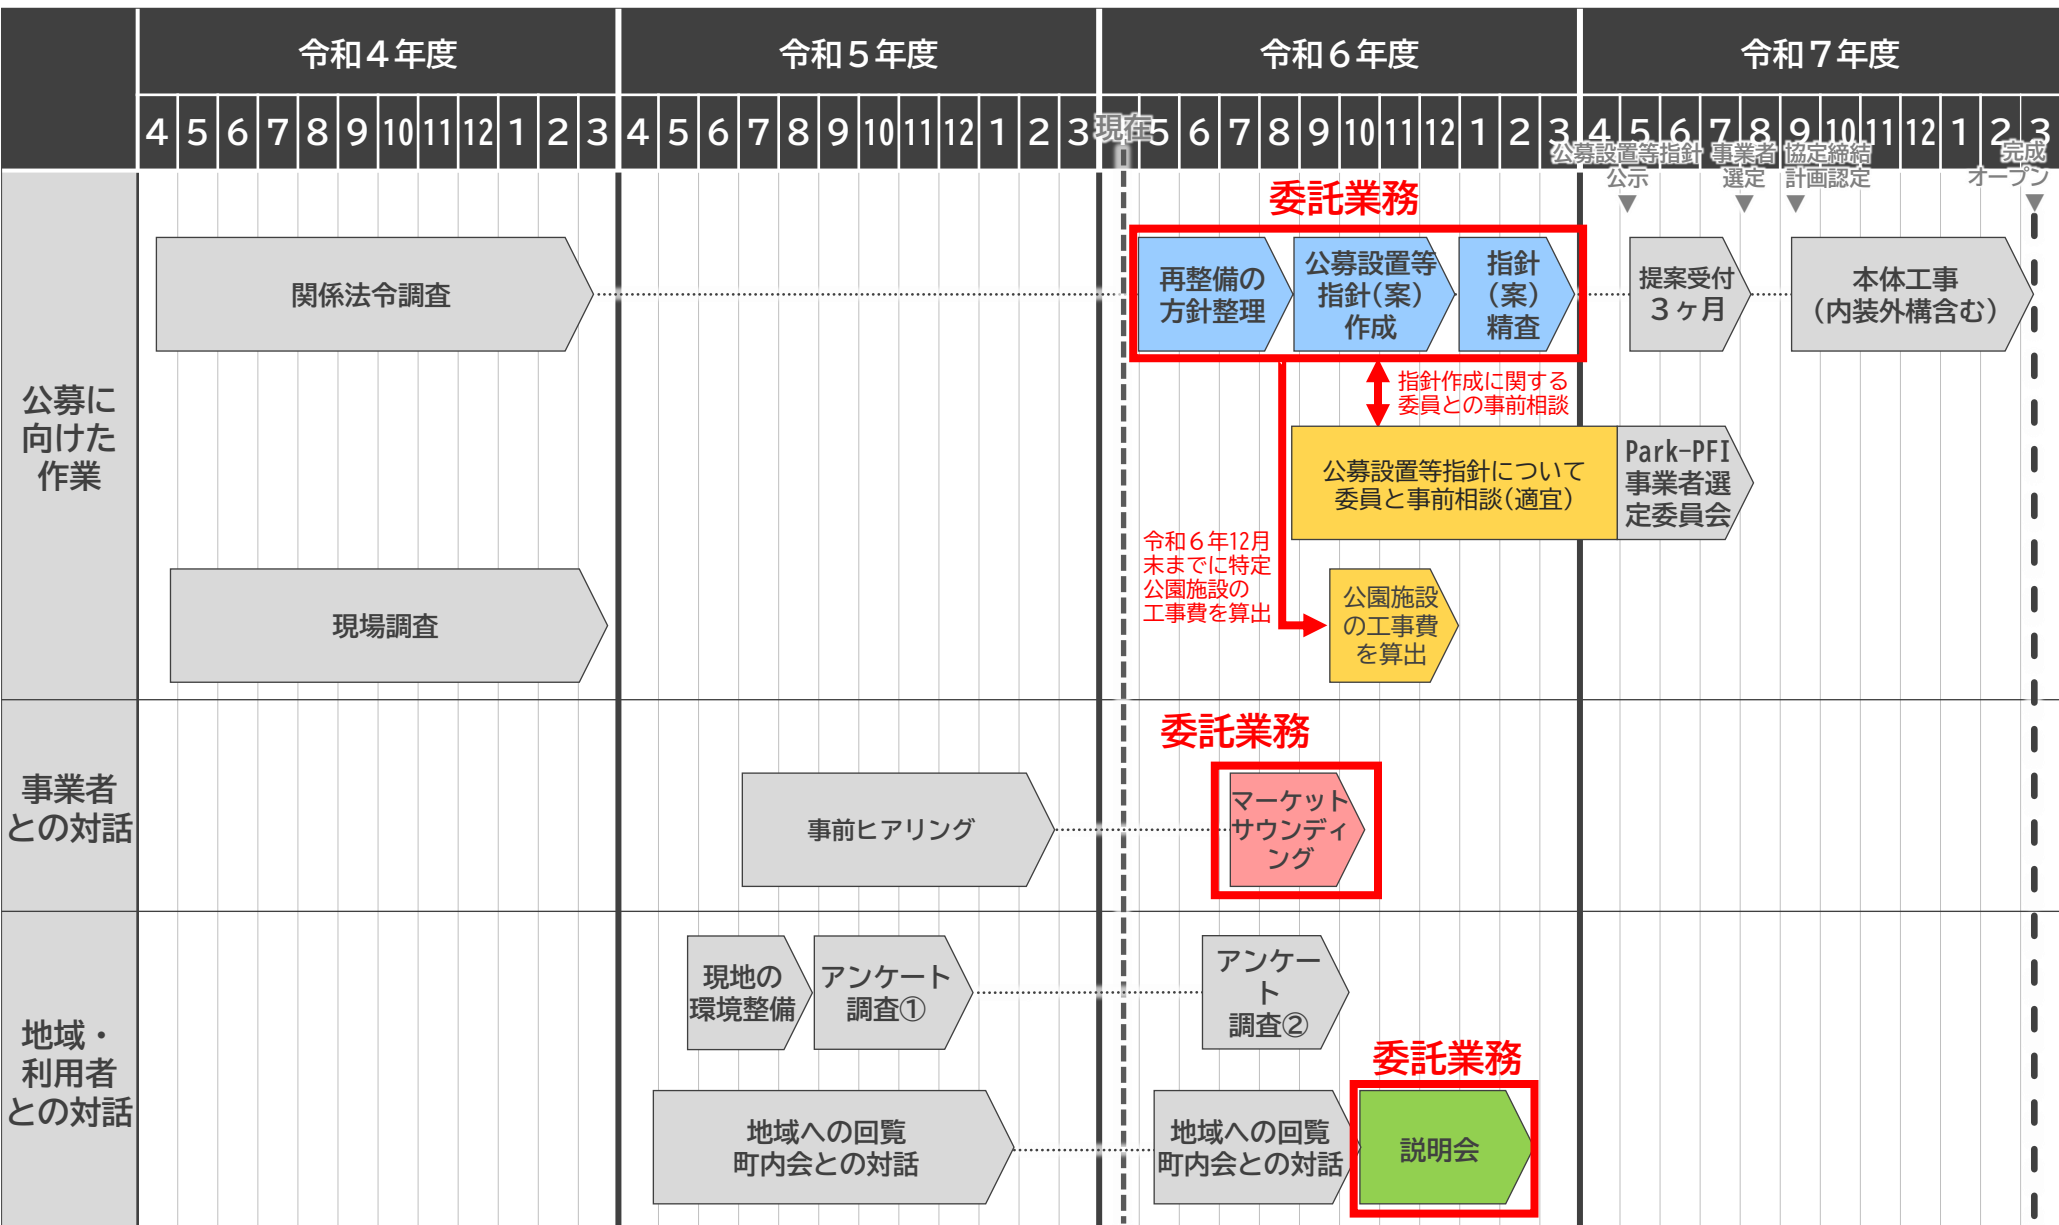 令和４年度
令和５年度
令和６年度
令和７年度
4 5 6 7 8 9 10 11 12 1 2 3 4 5 6 7 8 9 10 11 12 1 2 3 現在 5 6 7 8 9 10 11 12 1 2 3 4 5 6 7 8 9 10 11 12 1 2 3
公募設置等指針
公示
事業者
選定
協定締結
計画認定
完成
オープン
公募に
向けた
作業
委託業務
関係法令調査
再整備の
方針整理
公募設置等
指針(案)
作成
指針
(案)
精査
提案受付
３ヶ月
本体工事
(内装外構含む)
指針作成に関する
委員との事前相談
公募設置等指針について
委員と事前相談(適宜)
Park-PFI
事業者選
定委員会
令和６年12月
末までに特定
公園施設の
工事費を算出
現場調査
公園施設
の工事費
を算出
事業者
との対話
委託業務
事前ヒアリング
マーケット
サウンディ
ング
地域・
利用者
との対話
現地の
環境整備
アンケート
調査①
アンケー
ト
調査②
委託業務
地域への回覧
町内会との対話
地域への回覧
町内会との対話
説明会